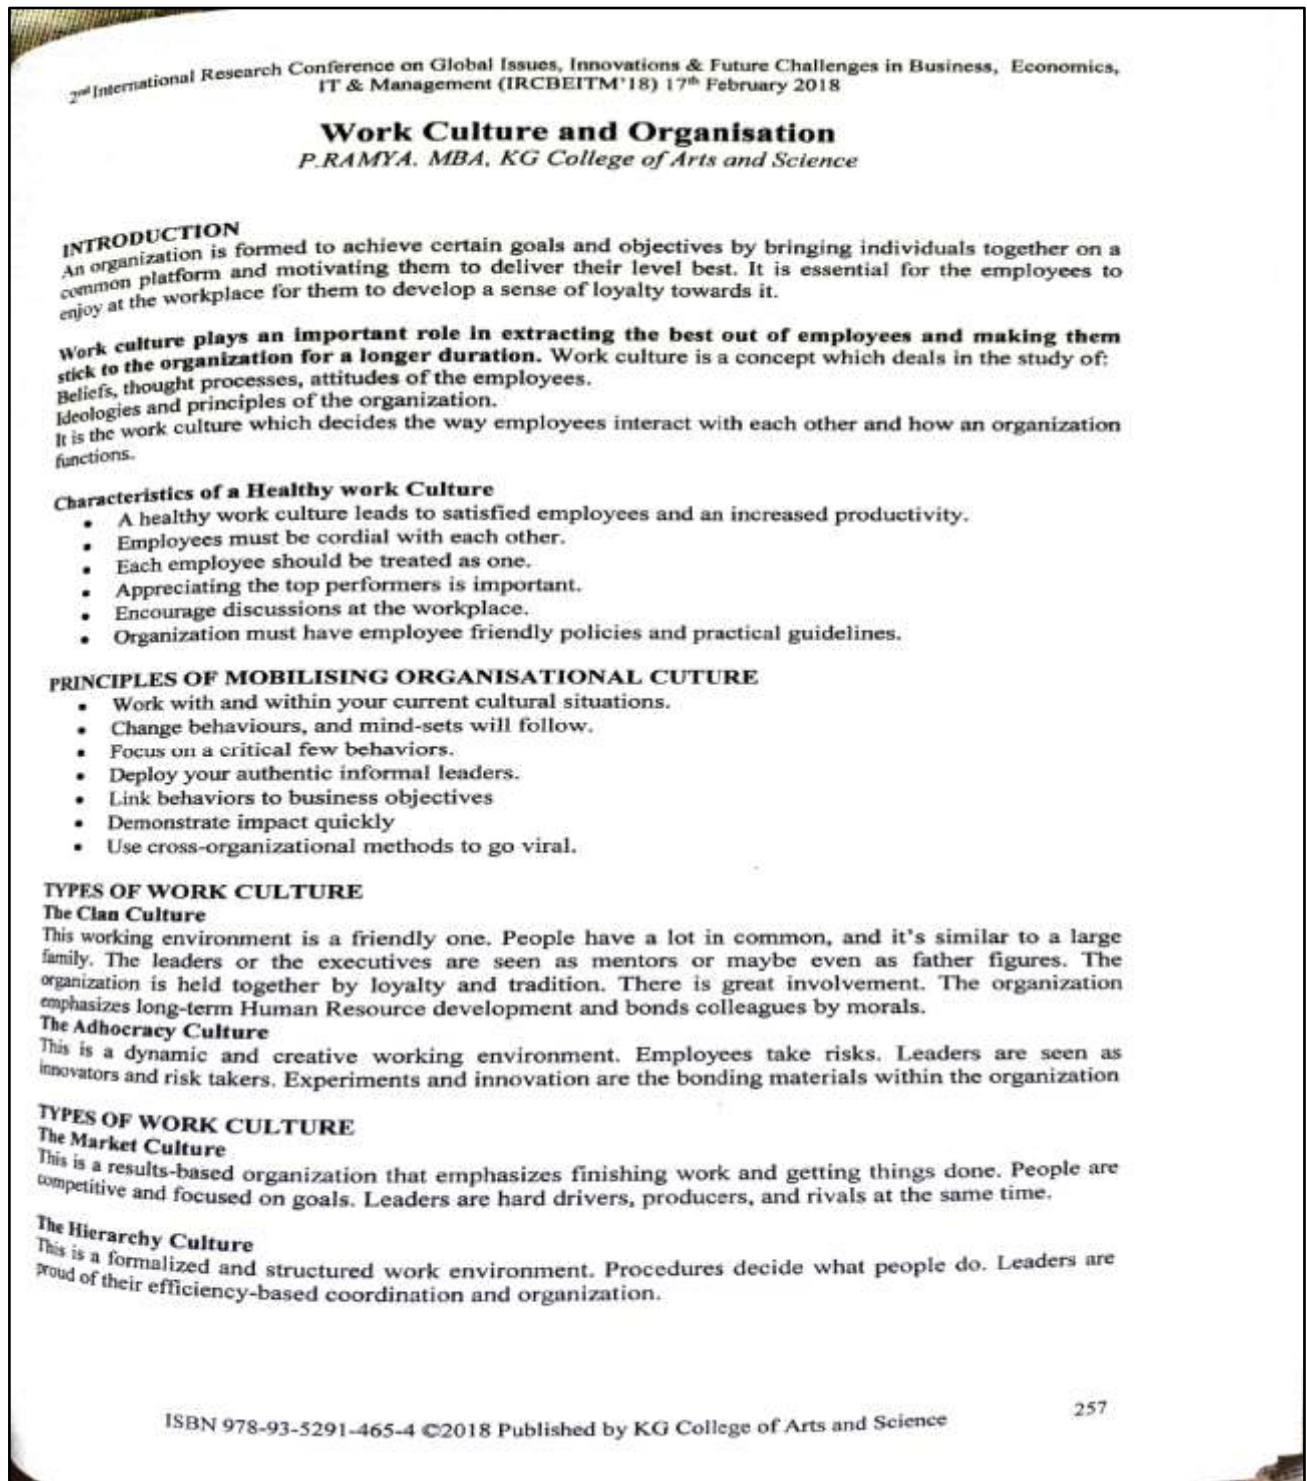 2nd International Research Conference on Global Issues, Innovations & Future Challenges in Business, Economics,
IT & Management (IRCBEITM'18) 17th February 2018
Work Culture and Organisation
P.RAMYA. MBA, KG College of Arts and Science
INTRODUCTION
An organization is formed to achieve certain goals and objectives by bringing individuals together on a
common platform and motivating them to deliver their level best. It is essential for the employees to
enjoy at the workplace for them to develop a sense of loyalty towards it.
Work culture plays an important role in extracting the best out of employees and making them
stick to the organization for a longer duration. Work culture is a concept which deals in the study of:
Beliefs, thought processes, attitudes of the employees.
Ideologies and principles of the organization.
It is the work culture which decides the way employees interact with each other and how an organization
functions.
Characteristics of a Healthy work Culture
• A healthy work culture leads to satisfied employees and an increased productivity.
• Employees must be cordial with each other.
• Each employee should be treated as one.
• Appreciating the top performers is important.
• Encourage discussions at the workplace.
• Organization must have employee friendly policies and practical guidelines.
PRINCIPLES OF MOBILISING ORGANISATIONAL CUTURE
• Work with and within your current cultural situations.
• Change behaviours, and mind-sets will follow.
• Focus on a critical few behaviors.
• Deploy your authentic informal leaders.
• Link behaviors to business objectives
• Demonstrate impact quickly
• Use cross-organizational methods to go viral.
TYPES OF WORK CULTURE
The Clan Culture
This working environment is a friendly one. People have a lot in common, and it's similar to a large
family. The leaders or the executives are seen as mentors or maybe even as father figures. The
organization is held together by loyalty and tradition. There is great involvement. The organization
emphasizes long-term Human Resource development and bonds colleagues by morals.
The Adhocracy Culture
This is a dynamic and creative working environment. Employees take risks. Leaders are seen as
innovators and risk takers. Experiments and innovation are the bonding materials within the organization
TYPES OF WORK CULTURE
The Market Culture
This is a results-based organization that emphasizes finishing work and getting things done. People are
competitive and focused on goals. Leaders are hard drivers, producers, and rivals at the same time.
The Hierarchy Culture
This is a formalized and structured work environment. Procedures decide what people do. Leaders are
proud of their efficiency-based coordination and organization.
257
ISBN 978-93-5291-465-4 ©2018 Published by KG College of Arts and Science